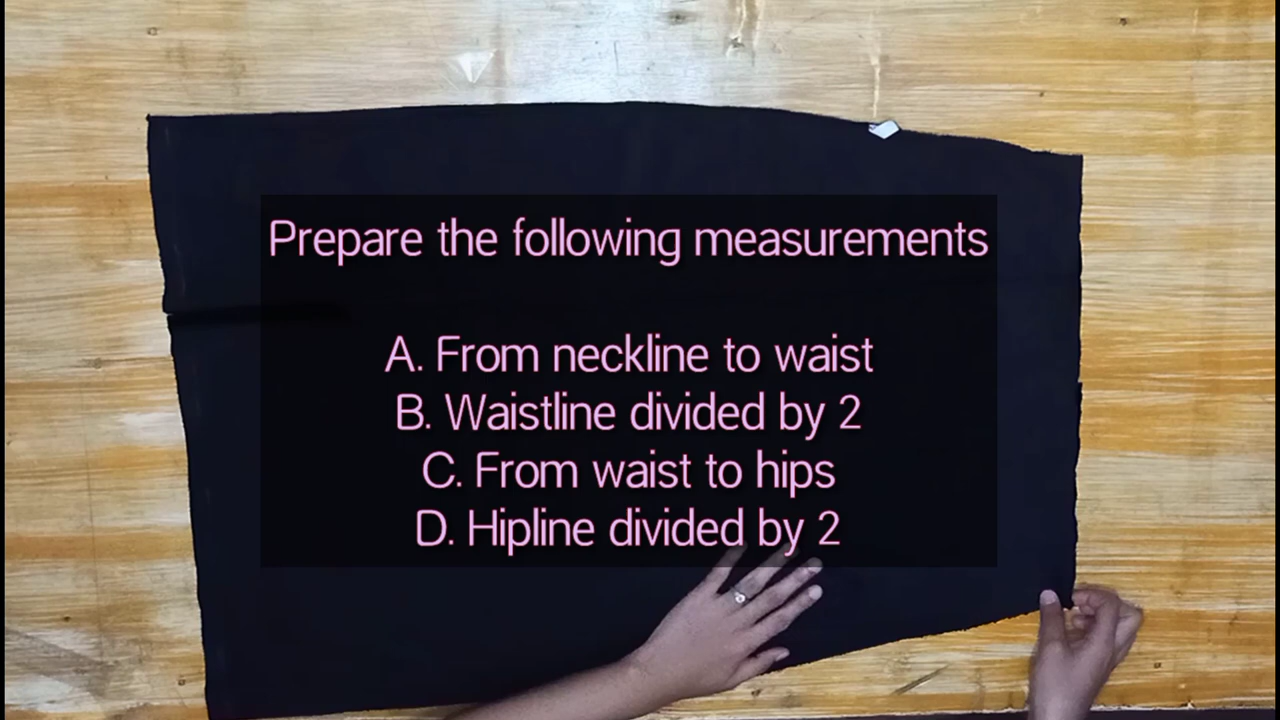 Prepare the following measurements
A. From neckline to waist
B. Waistline divided by 2
C. From waist to hips
D. Hipline divided by 2